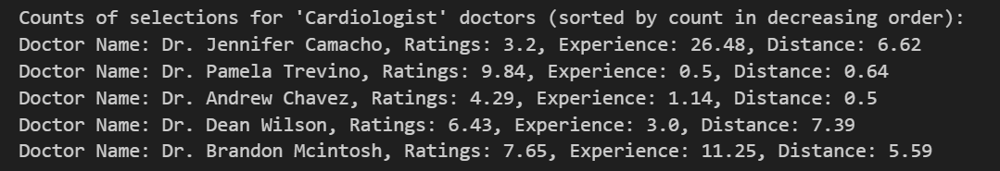 Counts of selections for 'Cardiologist' doctors (sorted by count in decreasing order):
Doctor Name: Dr. Jennifer Camacho, Ratings: 3.2, Experience: 26.48, Distance: 6.62
Doctor Name: Dr. Pamela Trevino, Ratings: 9.84, Experience: 0.5, Distance: 0.64
Doctor Name: Dr. Andrew Chavez, Ratings: 4.29, Experience: 1.14, Distance: 0.5
Doctor Name: Dr. Dean Wilson, Ratings: 6.43, Experience: 3.0, Distance: 7.39
Doctor Name: Dr. Brandon Mcintosh, Ratings: 7.65, Experience: 11.25, Distance: 5.59